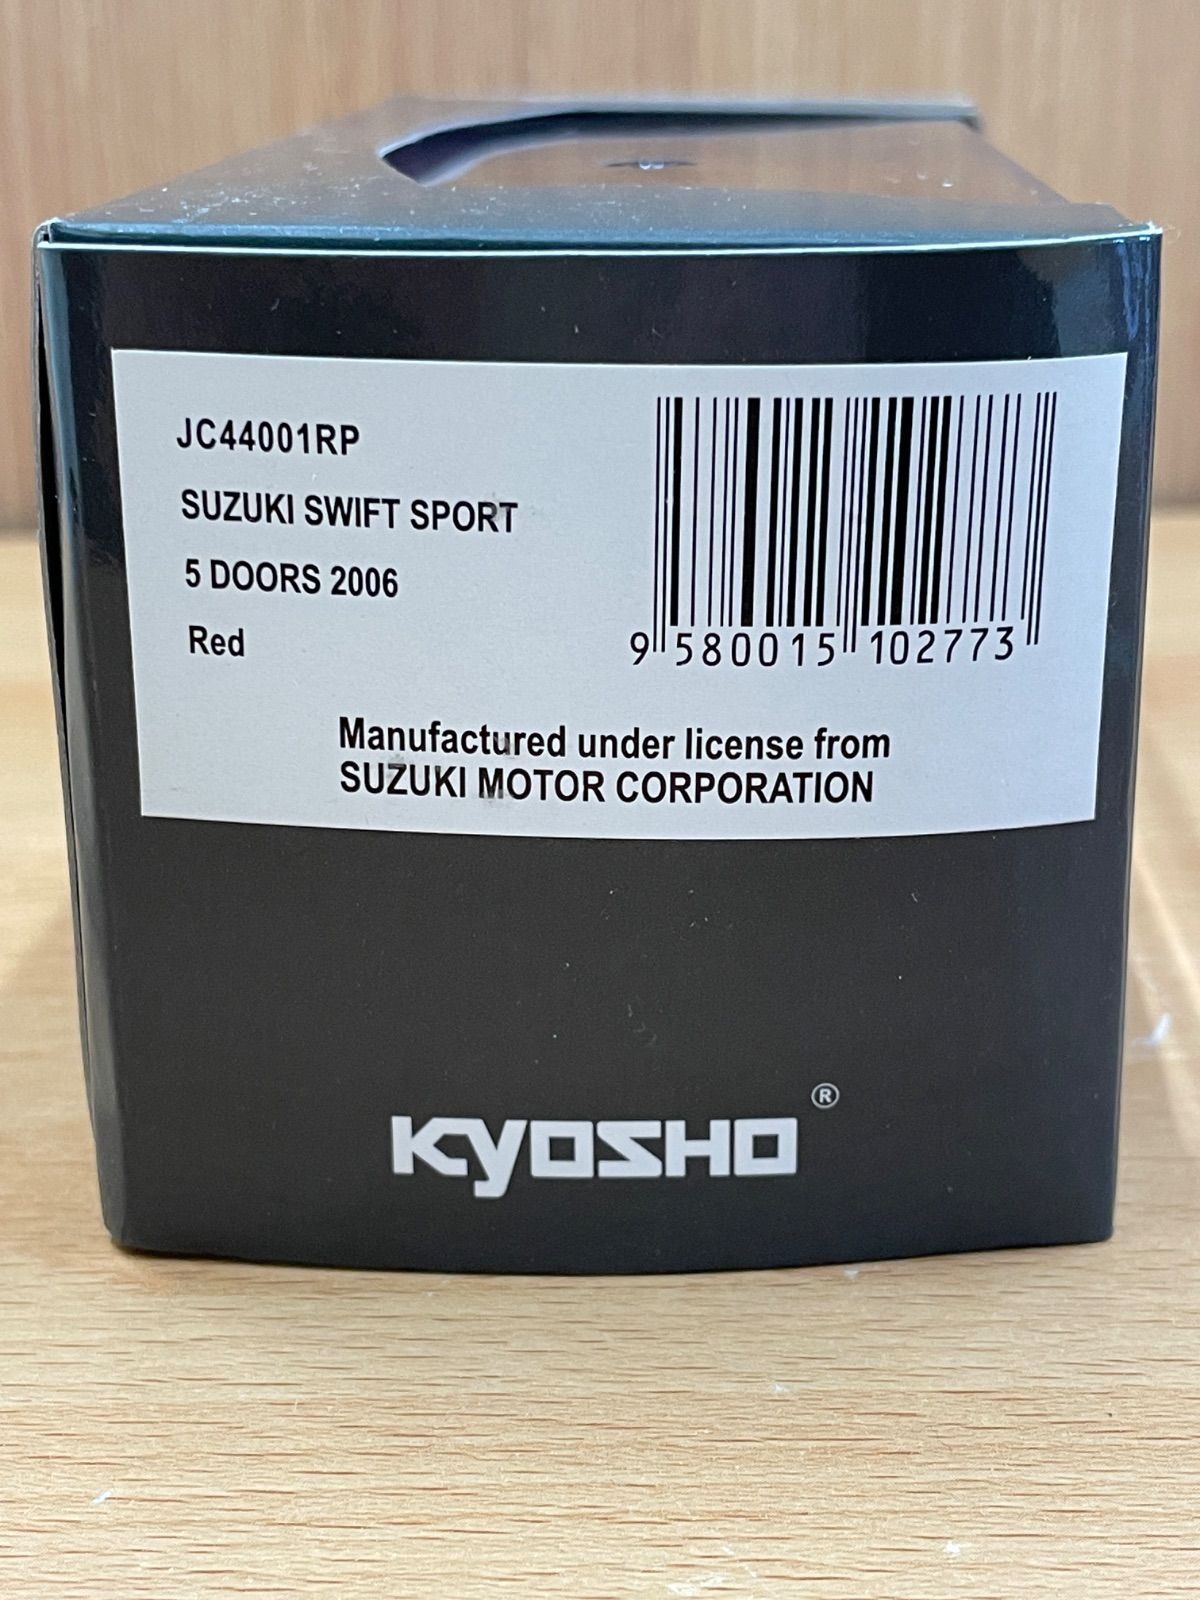 JC44001RP
SUZUKI SWIFT SPORT
5 DOORS 2006
Red
9 580015 102773
Manufactured under license from
SUZUKI MOTOR CORPORATION
KYOSHO ®